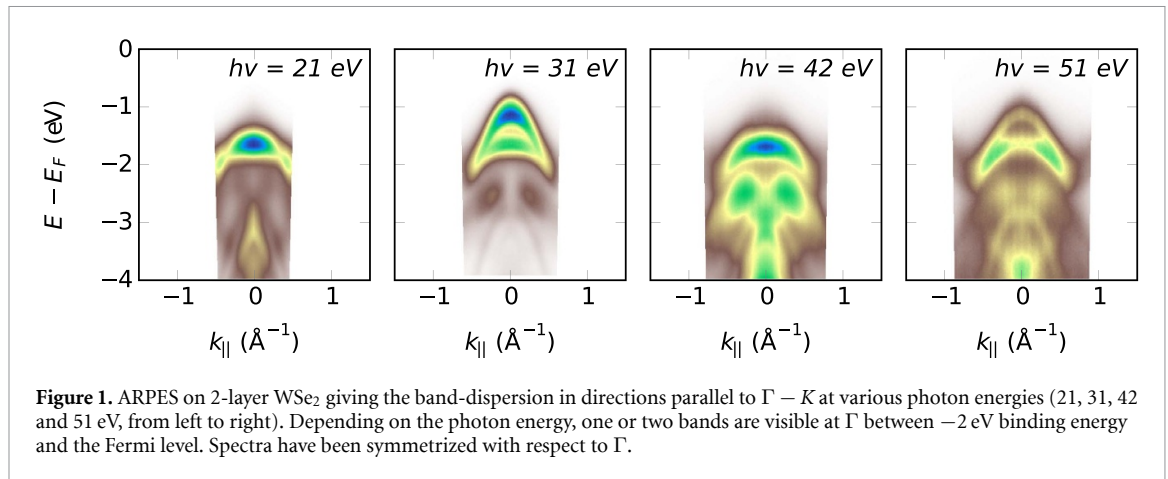 hν = 21 eV
hν = 31 eV
hν = 42 eV
hν = 51 eV
E − E_F (eV)
0
−1
−2
−3
−4
−1 0 1
−1 0 1
−1 0 1
−1 0 1
k_|| (Å⁻¹)
k_|| (Å⁻¹)
k_|| (Å⁻¹)
k_|| (Å⁻¹)
Figure 1. ARPES on 2-layer WSe₂ giving the band-dispersion in directions parallel to Γ − K at various photon energies (21, 31, 42
and 51 eV, from left to right). Depending on the photon energy, one or two bands are visible at Γ between −2 eV binding energy
and the Fermi level. Spectra have been symmetrized with respect to Γ.